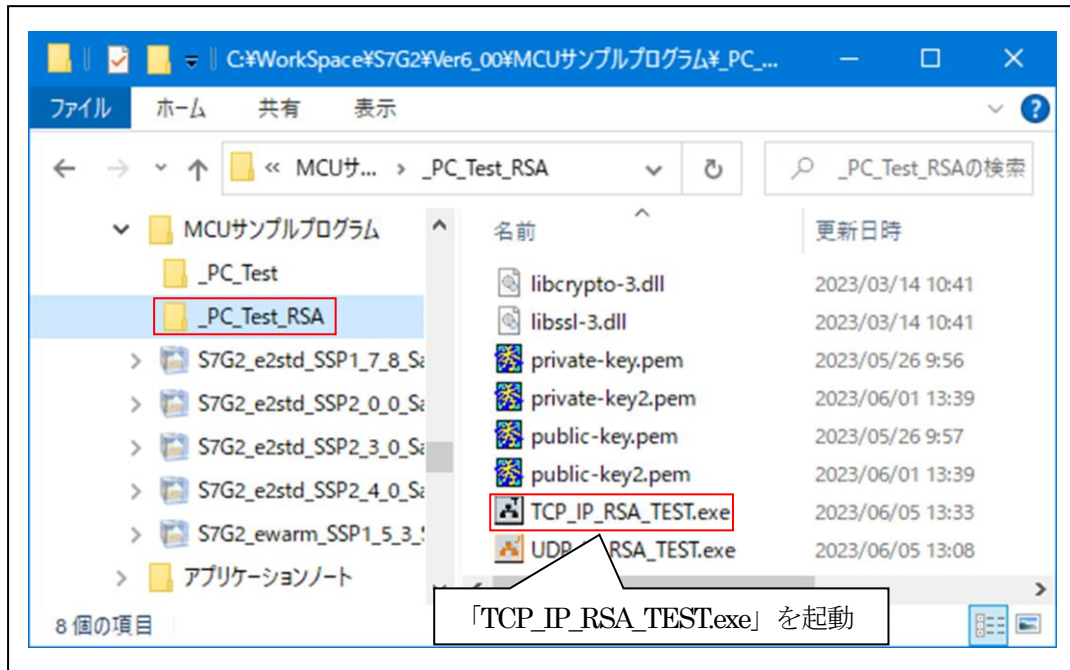 C:¥WorkSpace¥S7G2¥Ver6_00¥MCUサンプルプログラム¥_PC_...
ファイル ホーム 共有 表示
« MCUサ... › _PC_Test_RSA _PC_Test_RSAの検索
MCUサンプルプログラム
_PC_Test
_PC_Test_RSA
S7G2_e2std_SSP1_7_8_Sa
S7G2_e2std_SSP2_0_0_Sa
S7G2_e2std_SSP2_3_0_Sa
S7G2_e2std_SSP2_4_0_Sa
S7G2_ewarm_SSP1_5_3_
アプリケーションノート
名前 更新日時
libcrypto-3.dll 2023/03/14 10:41
libssl-3.dll 2023/03/14 10:41
private-key.pem 2023/05/26 9:56
private-key2.pem 2023/06/01 13:39
public-key.pem 2023/05/26 9:57
public-key2.pem 2023/06/01 13:39
TCP_IP_RSA_TEST.exe 2023/06/05 13:33
UDP RSA_TEST.exe 2023/06/05 13:08
「TCP_IP_RSA_TEST.exe」を起動
8 個の項目